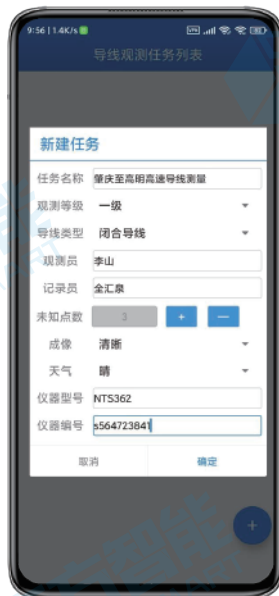 9:56 | 1.4K/s
VPN
导线观测任务列表
新建任务
任务名称 肇庆至高明高速导线测量
观测等级 一级
导线类型 闭合导线
观测员 李山
记录员 全汇泉
未知点数 3 + —
成像 清晰
天气 晴
仪器型号 NTS362
仪器编号 s564723841
取消 确定
+